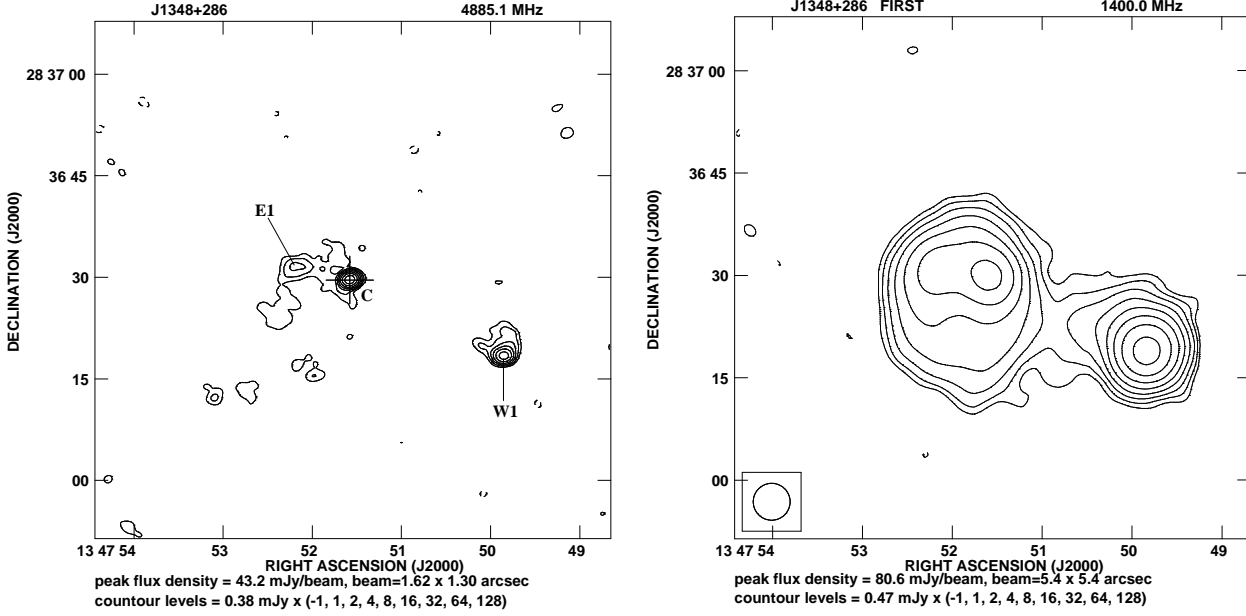 J1348+286 4885.1 MHz
28 37 00
36 45
30
15
00
DECLINATION (J2000)
E1
C
W1
13 47 54 53 52 51 50 49
RIGHT ASCENSION (J2000)
peak flux density = 43.2 mJy/beam, beam=1.62 x 1.30 arcsec
countour levels = 0.38 mJy x (-1, 1, 2, 4, 8, 16, 32, 64, 128)
J1348+286 FIRST 1400.0 MHz
28 37 00
36 45
30
15
00
DECLINATION (J2000)
13 47 54 53 52 51 50 49
RIGHT ASCENSION (J2000)
peak flux density = 80.6 mJy/beam, beam=5.4 x 5.4 arcsec
countour levels = 0.47 mJy x (-1, 1, 2, 4, 8, 16, 32, 64, 128)